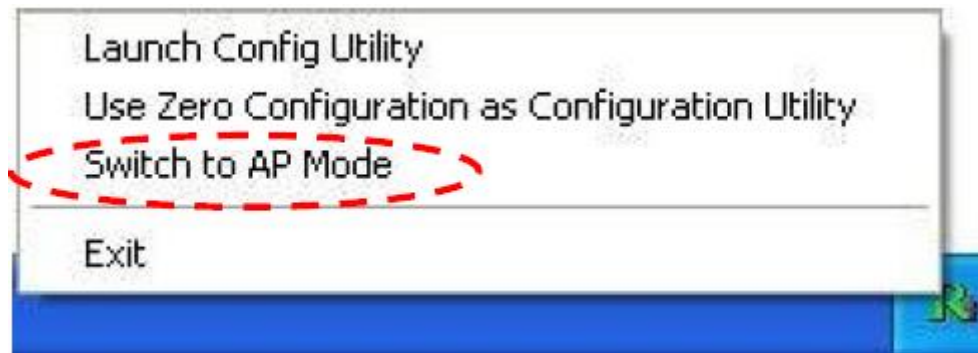 Launch Config Utility
Use Zero Configuration as Configuration Utility
Switch to AP Mode
Exit
R